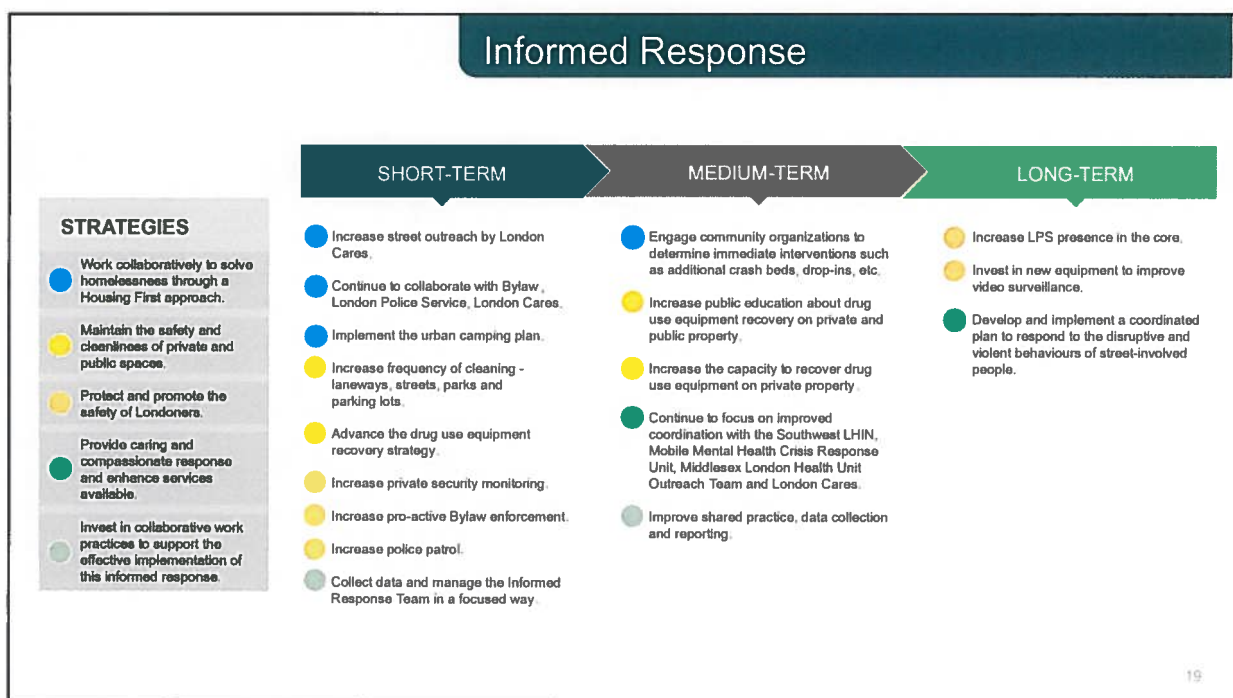 Informed Response
SHORT-TERM
MEDIUM-TERM
LONG-TERM
STRATEGIES
Work collaboratively to solve
homelessness through a
Housing First approach.
Maintain the safety and
cleanliness of private and
public spaces.
Protect and promote the
safety of Londoners.
Provide caring and
compassionate response
and enhance services
available.
Invest in collaborative work
practices to support the
effective implementation of
this informed response.
Increase street outreach by London
Cares.
Continue to collaborate with Bylaw,
London Police Service, London Cares.
Implement the urban camping plan.
Increase frequency of cleaning -
laneways, streets, parks and
parking lots.
Advance the drug use equipment
recovery strategy.
Increase private security monitoring.
Increase pro-active Bylaw enforcement.
Increase police patrol.
Collect data and manage the Informed
Response Team in a focused way.
Engage community organizations to
determine immediate interventions such
as additional crash beds, drop-ins, etc.
Increase public education about drug
use equipment recovery on private and
public property.
Increase the capacity to recover drug
use equipment on private property.
Continue to focus on improved
coordination with the Southwest LHIN,
Mobile Mental Health Crisis Response
Unit, Middlesex London Health Unit
Outreach Team and London Cares.
Improve shared practice, data collection
and reporting.
Increase LPS presence in the core.
Invest in new equipment to improve
video surveillance.
Develop and implement a coordinated
plan to respond to the disruptive and
violent behaviours of street-involved
people.
19